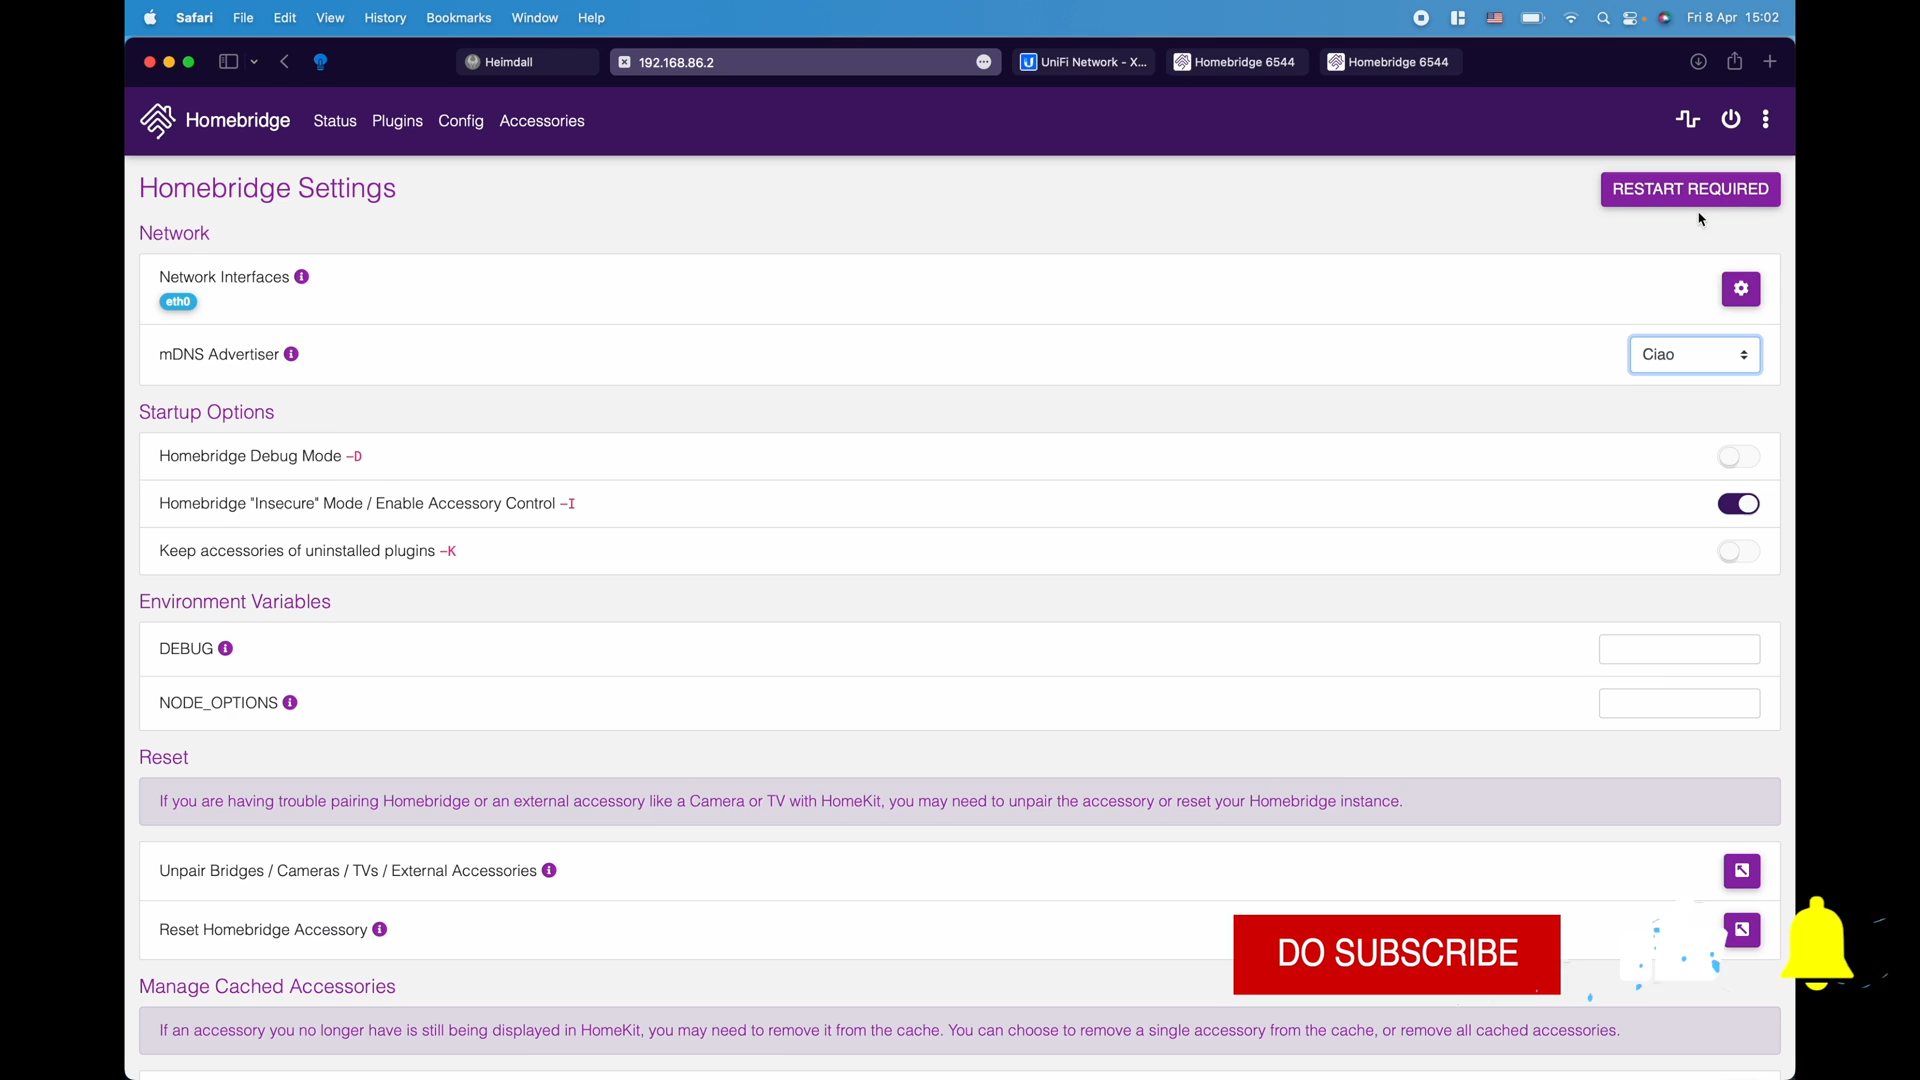 Safari File Edit View History Bookmarks Window Help Fri 8 Apr 15:02
Heimdall 192.168.86.2 UniFi Network - X... Homebridge 6544 Homebridge 6544
Homebridge Status Plugins Config Accessories
Homebridge Settings
RESTART REQUIRED
Network
Network Interfaces
eth0
mDNS Advertiser
Ciao
Startup Options
Homebridge Debug Mode -D
Homebridge "Insecure" Mode / Enable Accessory Control -I
Keep accessories of uninstalled plugins -K
Environment Variables
DEBUG
NODE_OPTIONS
Reset
If you are having trouble pairing Homebridge or an external accessory like a Camera or TV with HomeKit, you may need to unpair the accessory or reset your Homebridge instance.
Unpair Bridges / Cameras / TVs / External Accessories
Reset Homebridge Accessory
DO SUBSCRIBE
Manage Cached Accessories
If an accessory you no longer have is still being displayed in HomeKit, you may need to remove it from the cache. You can choose to remove a single accessory from the cache, or remove all cached accessories.